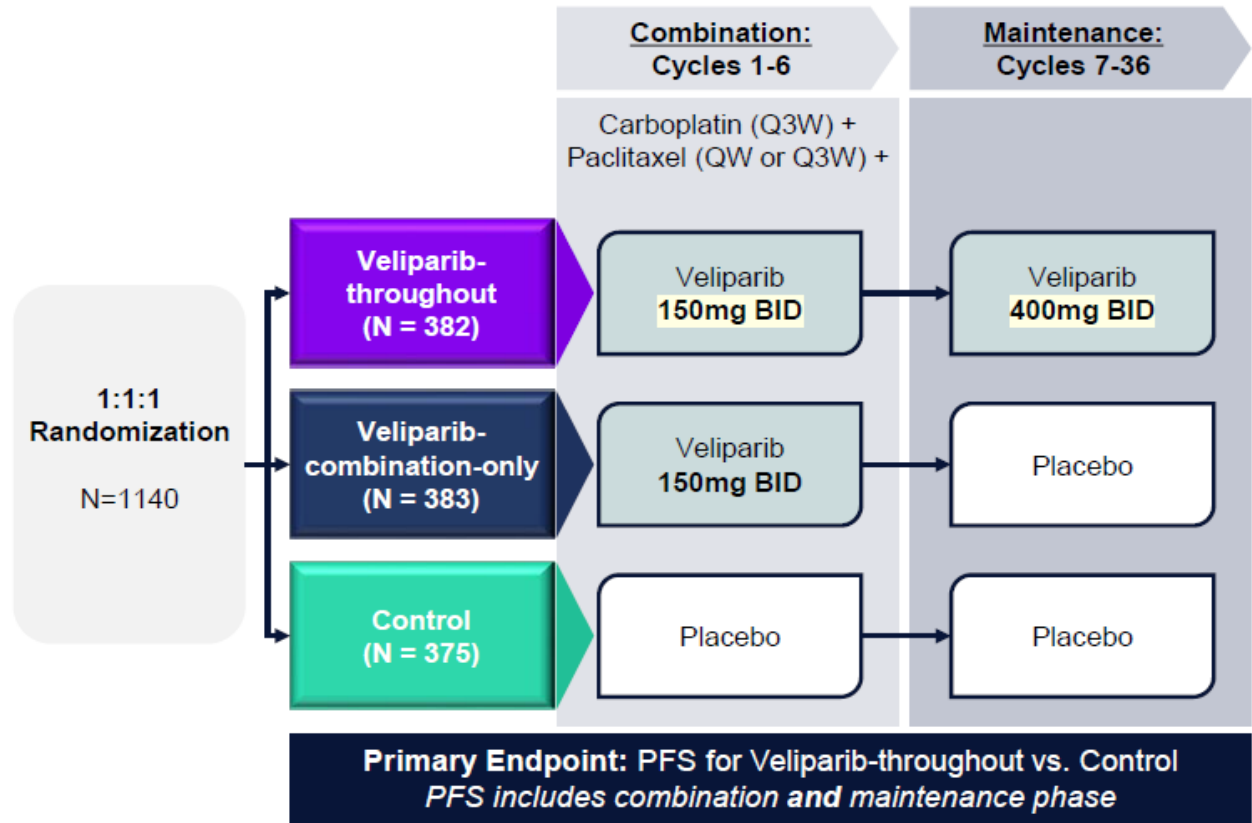 Combination:
Cycles 1-6
Maintenance:
Cycles 7-36
Carboplatin (Q3W) +
Paclitaxel (QW or Q3W) +
1:1:1
Randomization
N=1140
Veliparib-
throughout
(N = 382)
Veliparib
150mg BID
Veliparib
400mg BID
Veliparib-
combination-only
(N = 383)
Veliparib
150mg BID
Placebo
Control
(N = 375)
Placebo
Placebo
Primary Endpoint: PFS for Veliparib-throughout vs. Control
PFS includes combination and maintenance phase